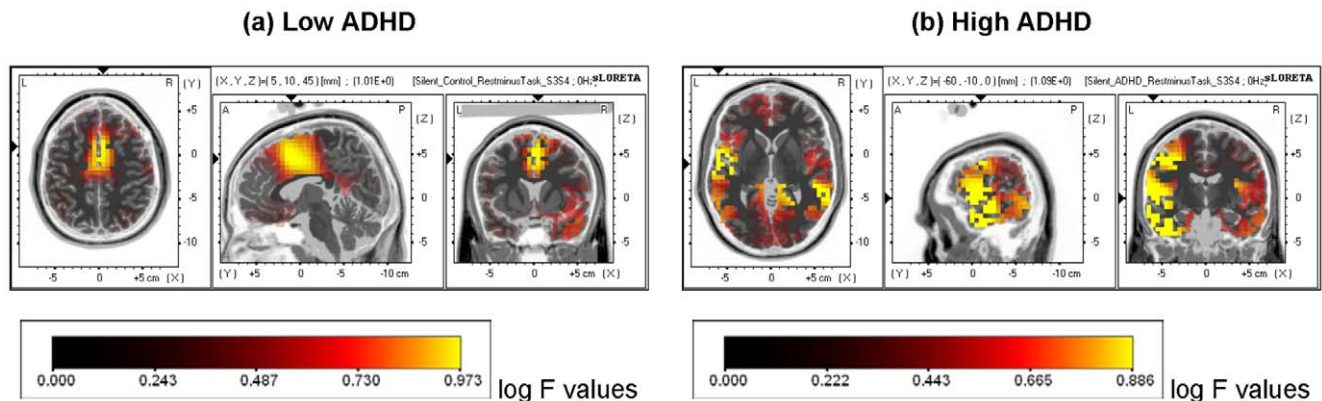 (a) Low ADHD
(b) High ADHD
L R (Y)
(X, Y, Z)=(5, 10, 45)[mm] ; (1.01E+0) [Silent_Control_RestminusTask_S3S4 ; 0Hz; sLORETA
A P (Z)
L R (Z)
+5
0
-5
-10
-5 0 +5 cm (X)
+5
0
-5
(Y) +5 0 -5 -10 cm
+5
0
-5
-5 0 +5 cm (X)
L R (Y)
(X, Y, Z)=(-60, -10, 0)[mm] ; (1.09E+0) [Silent_ADHD_RestminusTask_S3S4 ; 0Hz; sLORETA
A P (Z)
L R (Z)
+5
0
-5
-10
-5 0 +5 cm (X)
+5
0
-5
(Y) +5 0 -5 -10 cm
+5
0
-5
-5 0 +5 cm (X)
0.000 0.243 0.487 0.730 0.973
log F values
0.000 0.222 0.443 0.665 0.886
log F values